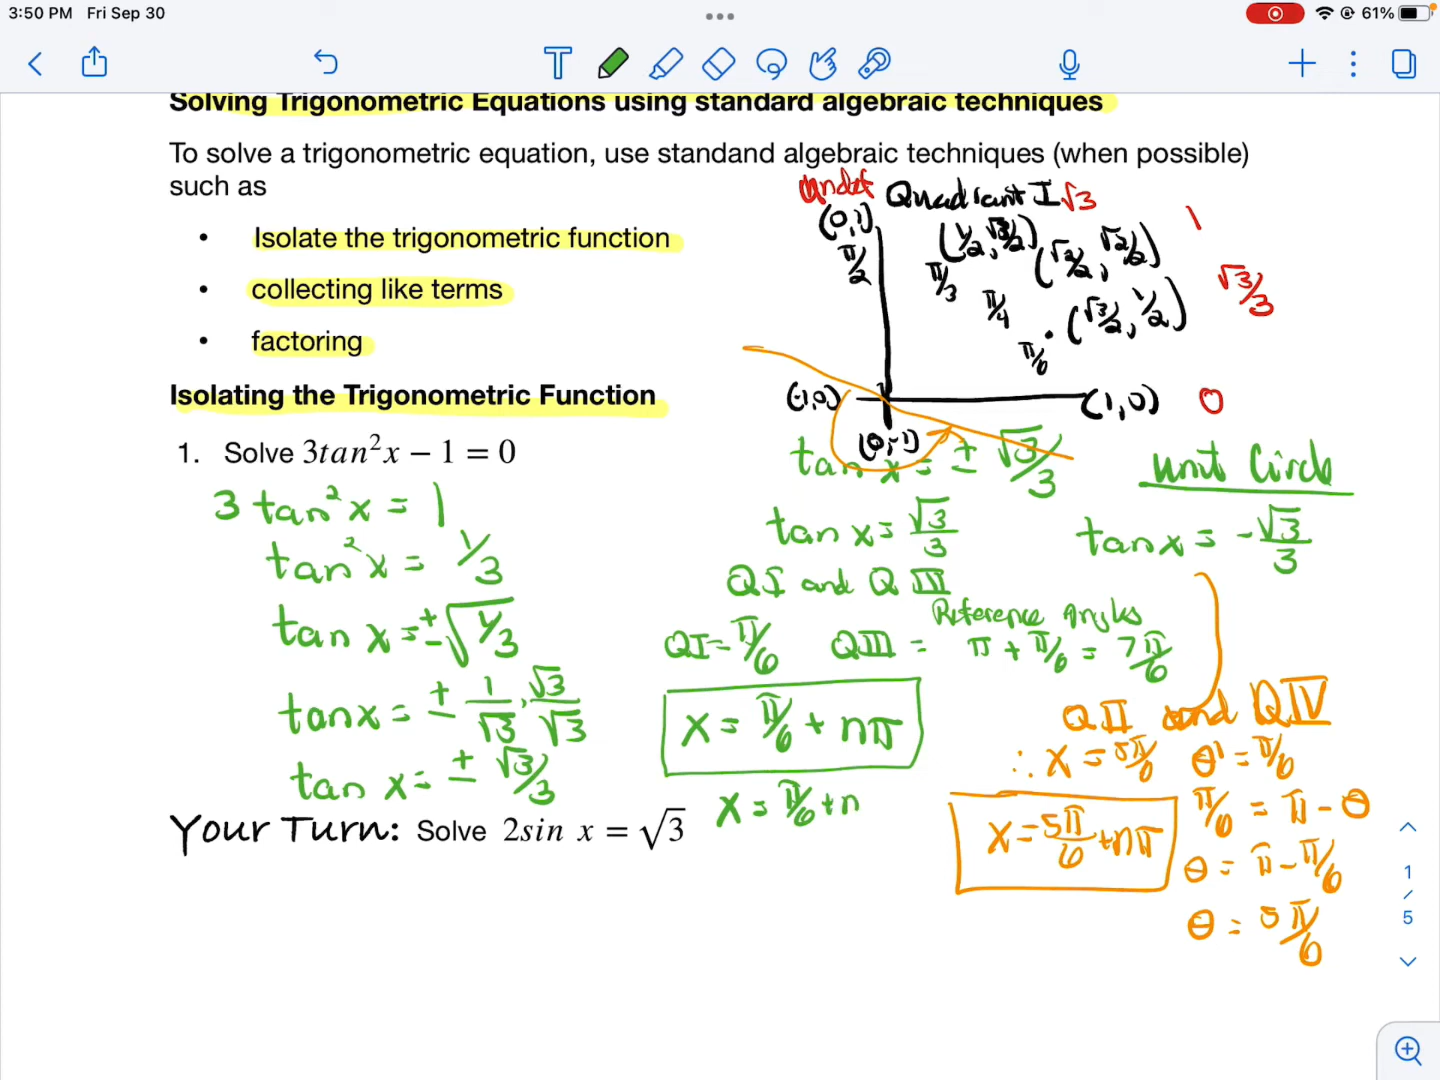 3:50 PM Fri Sep 30
61%
T
Solving Trigonometric Equations using standard algebraic techniques
To solve a trigonometric equation, use standand algebraic techniques (when possible)
such as
• Isolate the trigonometric function
• collecting like terms
• factoring
undef Quadrant I √3
(0,1) (1/2, √3/2) (√2/2, √2/2) 1
π/2 π/3 π/4 √3/3
π/6 (√3/2, 1/2)
(-1,0) (1,0) 0
(0,-1)
Isolating the Trigonometric Function
1. Solve 3tan²x − 1 = 0
3 tan²x = 1
tan²x = 1/3
tan x = ±√1/3
tan x = ± 1/√3 · √3/√3
tan x = ± √3/3
tan x = ± √3/3
Unit Circle
tan x = √3/3
QI and QIII
Reference Angles
QI = π/6 QIII = π + π/6 = 7π/6
x = π/6 + nπ
x = π/6 + n
tan x = -√3/3
QII and QIV
∴ x = 5π/6 θ' = π/6
π/6 = π - θ
x = 5π/6 + nπ
θ = π - π/6
θ = 5π/6
Your Turn: Solve 2sin x = √3
1
/
5